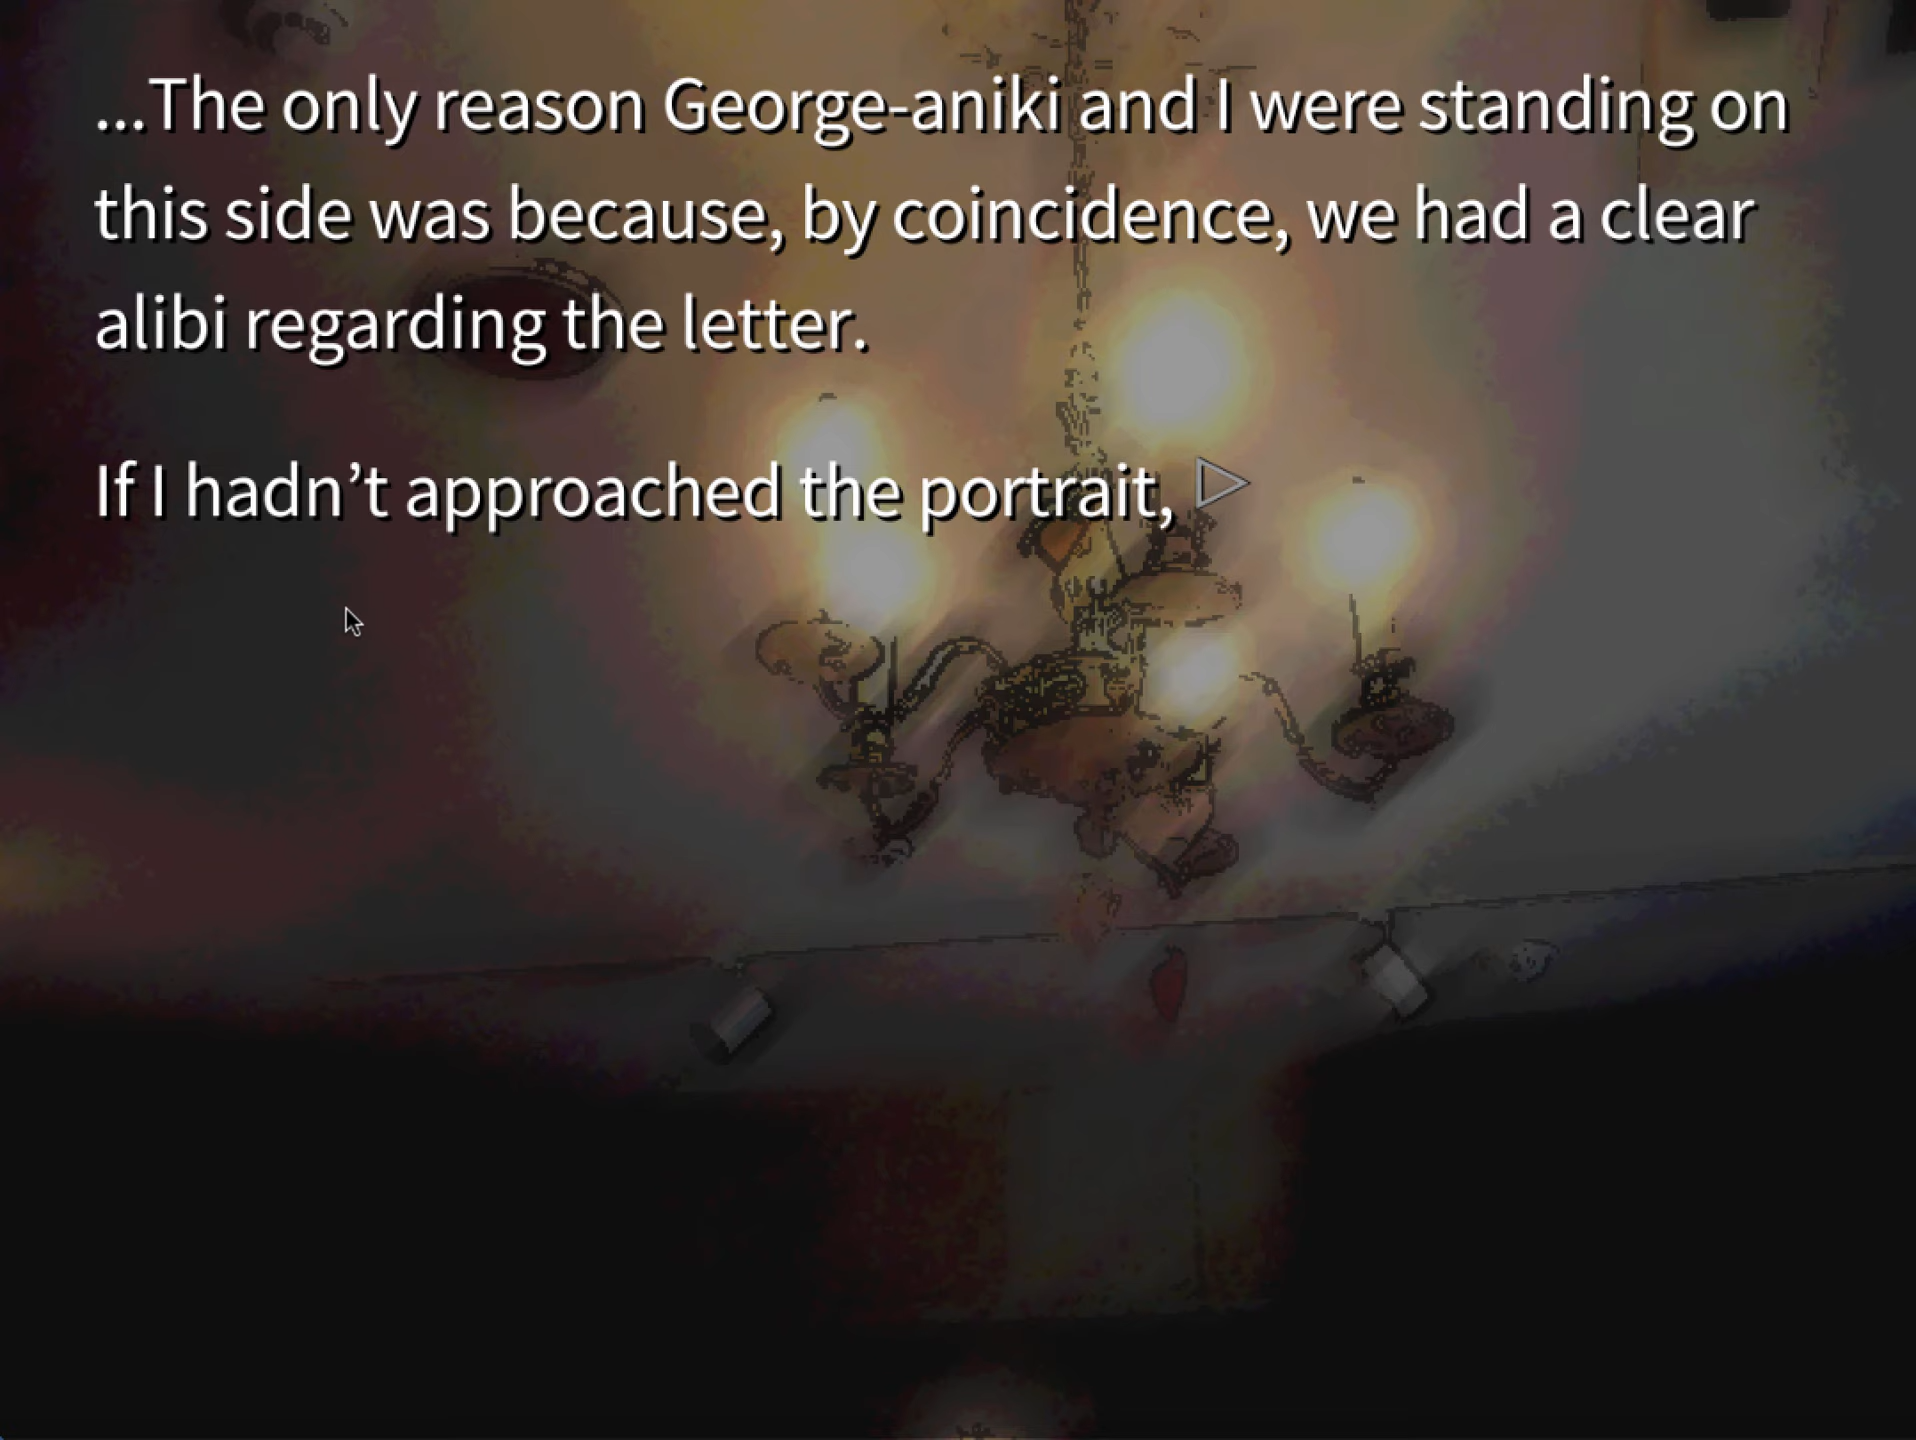 ...The only reason George-aniki and I were standing on
this side was because, by coincidence, we had a clear
alibi regarding the letter.
If I hadn’t approached the portrait,